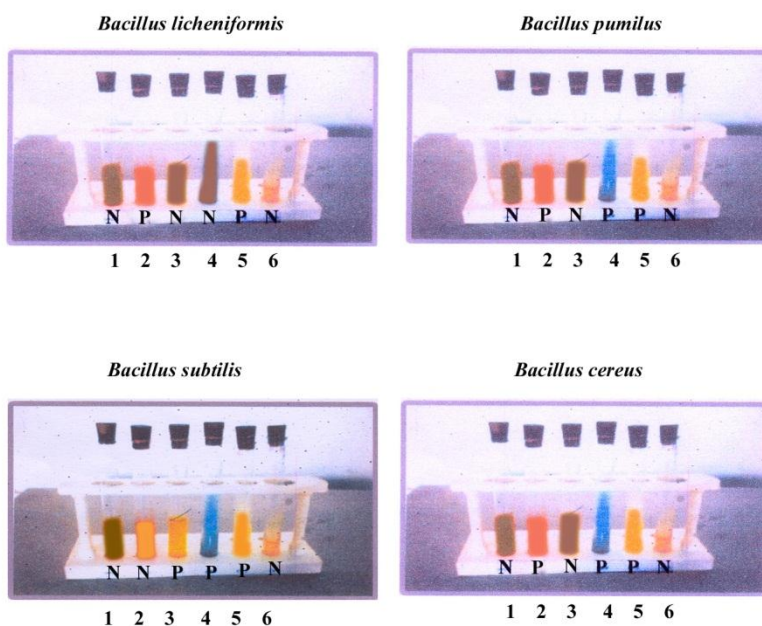 Bacillus licheniformis
N P N N P N
1 2 3 4 5 6
Bacillus pumilus
N P N P P N
1 2 3 4 5 6
Bacillus subtilis
N N P P P N
1 2 3 4 5 6
Bacillus cereus
N P N P P N
1 2 3 4 5 6